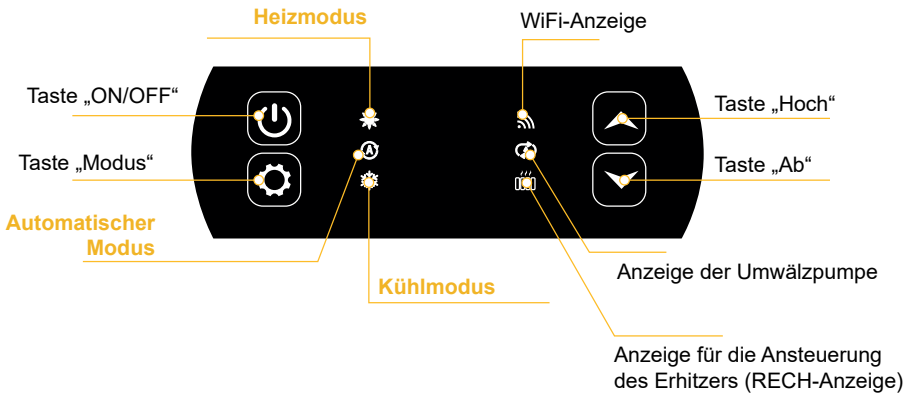 Heizmodus
WiFi-Anzeige
Taste „ON/OFF“
Taste „Hoch“
A
Taste „Modus“
Taste „Ab“
Automatischer
Modus
Anzeige der Umwälzpumpe
Kühlmodus
Anzeige für die Ansteuerung
des Erhitzers (RECH-Anzeige)